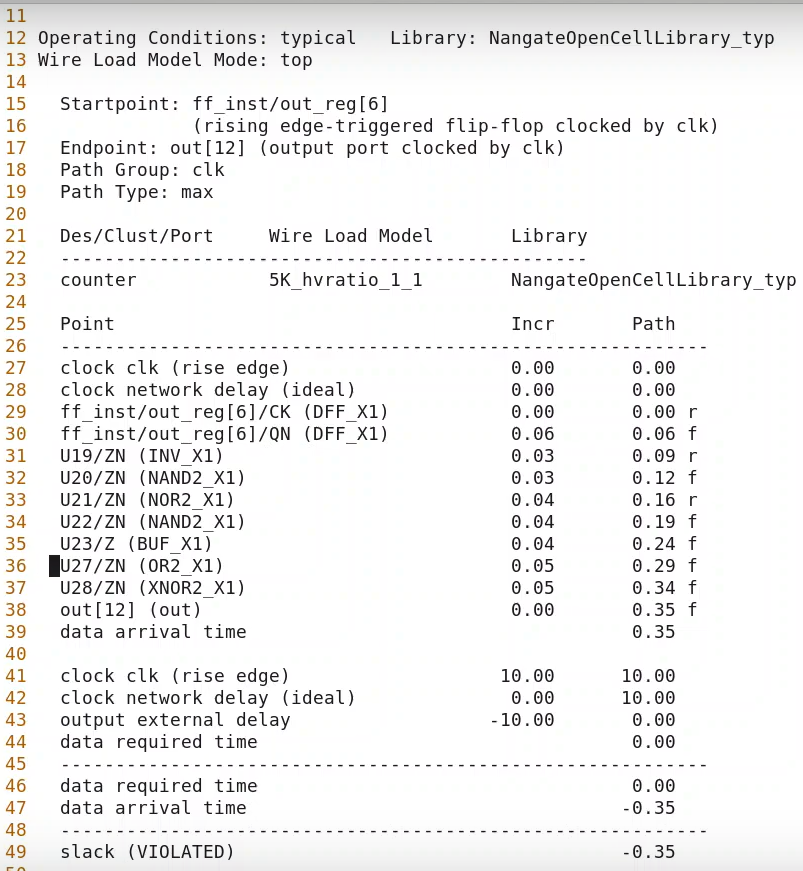 11
12 Operating Conditions: typical   Library: NangateOpenCellLibrary_typ
13 Wire Load Model Mode: top
14
15   Startpoint: ff_inst/out_reg[6]
16               (rising edge-triggered flip-flop clocked by clk)
17   Endpoint: out[12] (output port clocked by clk)
18   Path Group: clk
19   Path Type: max
20
21   Des/Clust/Port     Wire Load Model       Library
22   ------------------------------------------------
23   counter            5K_hvratio_1_1        NangateOpenCellLibrary_typ
24
25   Point                                    Incr       Path
26   -----------------------------------------------------------
27   clock clk (rise edge)                    0.00       0.00
28   clock network delay (ideal)              0.00       0.00
29   ff_inst/out_reg[6]/CK (DFF_X1)           0.00       0.00 r
30   ff_inst/out_reg[6]/QN (DFF_X1)           0.06       0.06 f
31   U19/ZN (INV_X1)                          0.03       0.09 r
32   U20/ZN (NAND2_X1)                        0.03       0.12 f
33   U21/ZN (NOR2_X1)                         0.04       0.16 r
34   U22/ZN (NAND2_X1)                        0.04       0.19 f
35   U23/Z (BUF_X1)                           0.04       0.24 f
36   U27/ZN (OR2_X1)                          0.05       0.29 f
37   U28/ZN (XNOR2_X1)                        0.05       0.34 f
38   out[12] (out)                            0.00       0.35 f
39   data arrival time                                   0.35
40
41   clock clk (rise edge)                   10.00      10.00
42   clock network delay (ideal)              0.00      10.00
43   output external delay                  -10.00       0.00
44   data required time                                  0.00
45   -----------------------------------------------------------
46   data required time                                  0.00
47   data arrival time                                  -0.35
48   -----------------------------------------------------------
49   slack (VIOLATED)                                   -0.35